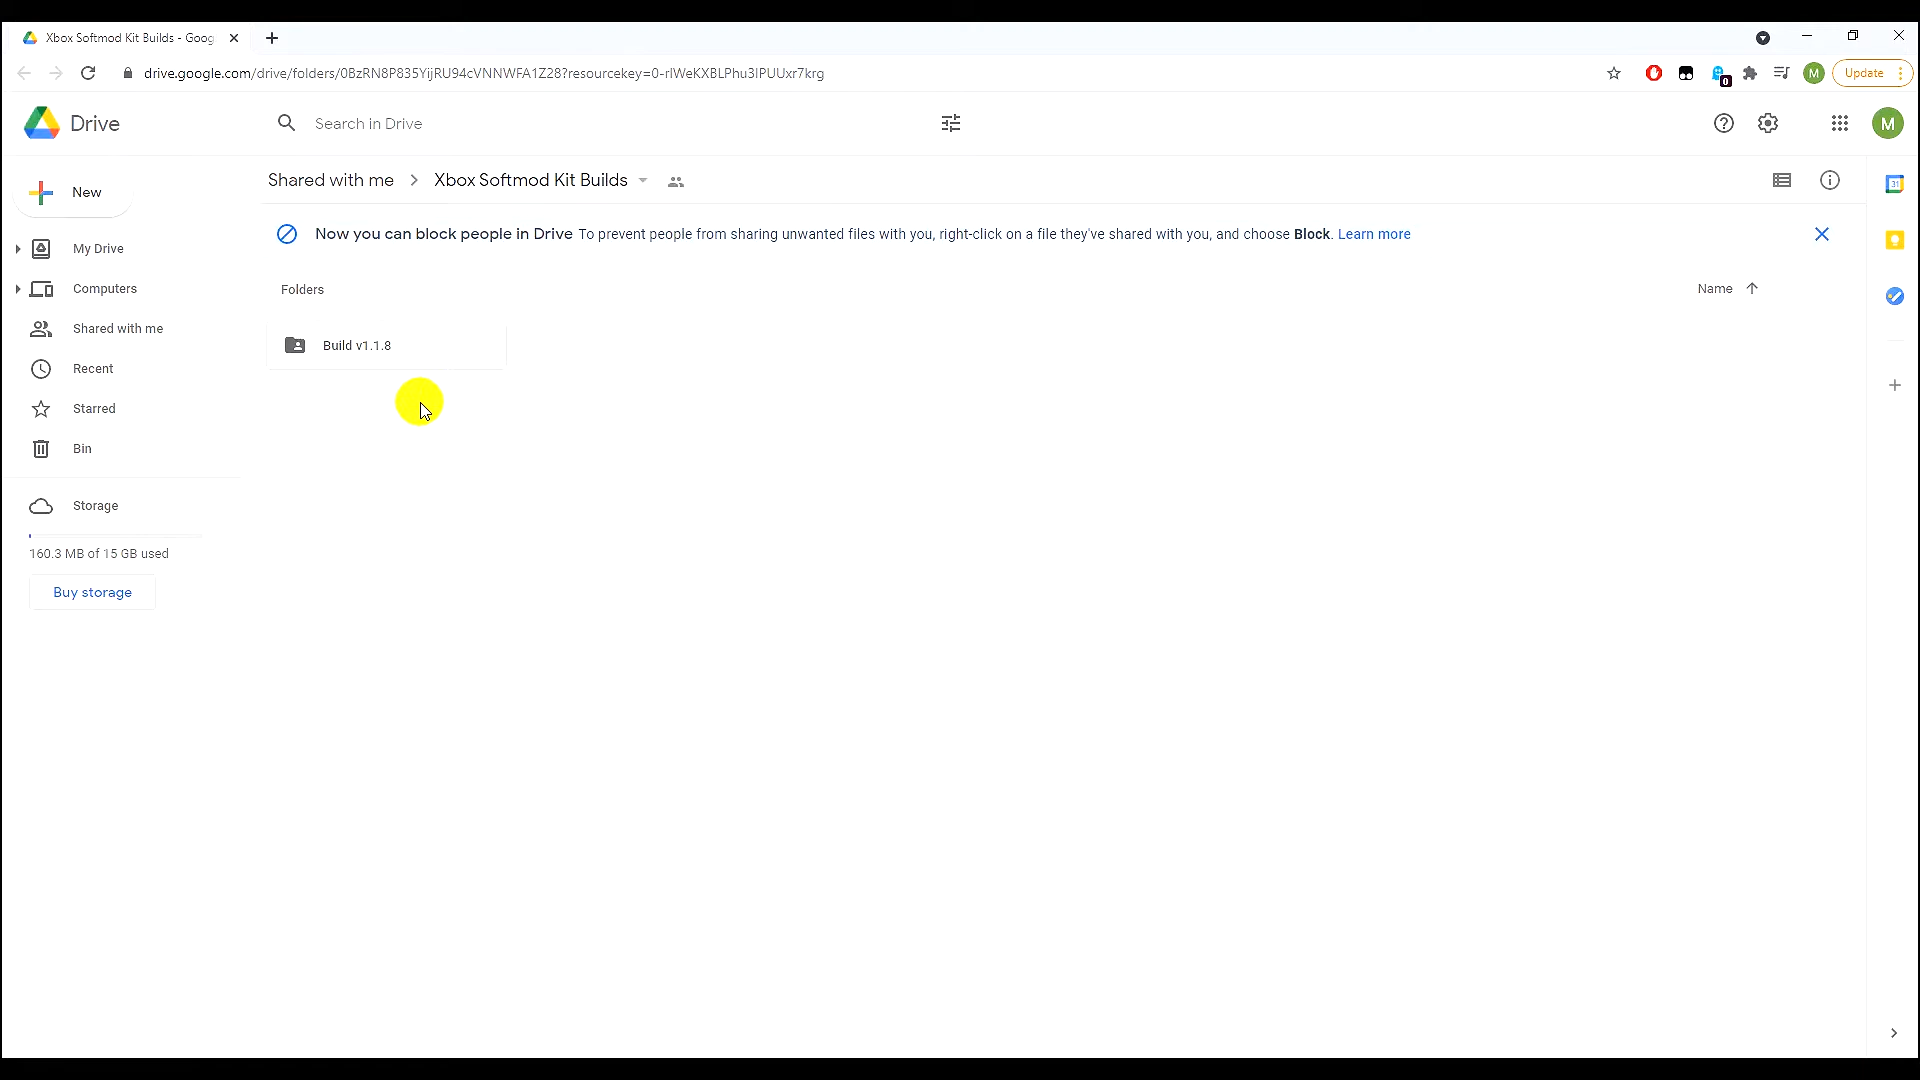 Xbox Softmod Kit Builds - Goog
drive.google.com/drive/folders/0BzRN8P835YijRU94cVNNWFA1Z28?resourcekey=0-rIWeKXBLPhu3IPUUxr7krg
0
M
Update
Drive
Search in Drive
M
New
Shared with me
Xbox Softmod Kit Builds
31
Now you can block people in Drive To prevent people from sharing unwanted files with you, right-click on a file they've shared with you, and choose Block. Learn more
My Drive
Computers
Shared with me
Recent
Starred
Bin
Storage
160.3 MB of 15 GB used
Buy storage
Folders
Name
Build v1.1.8